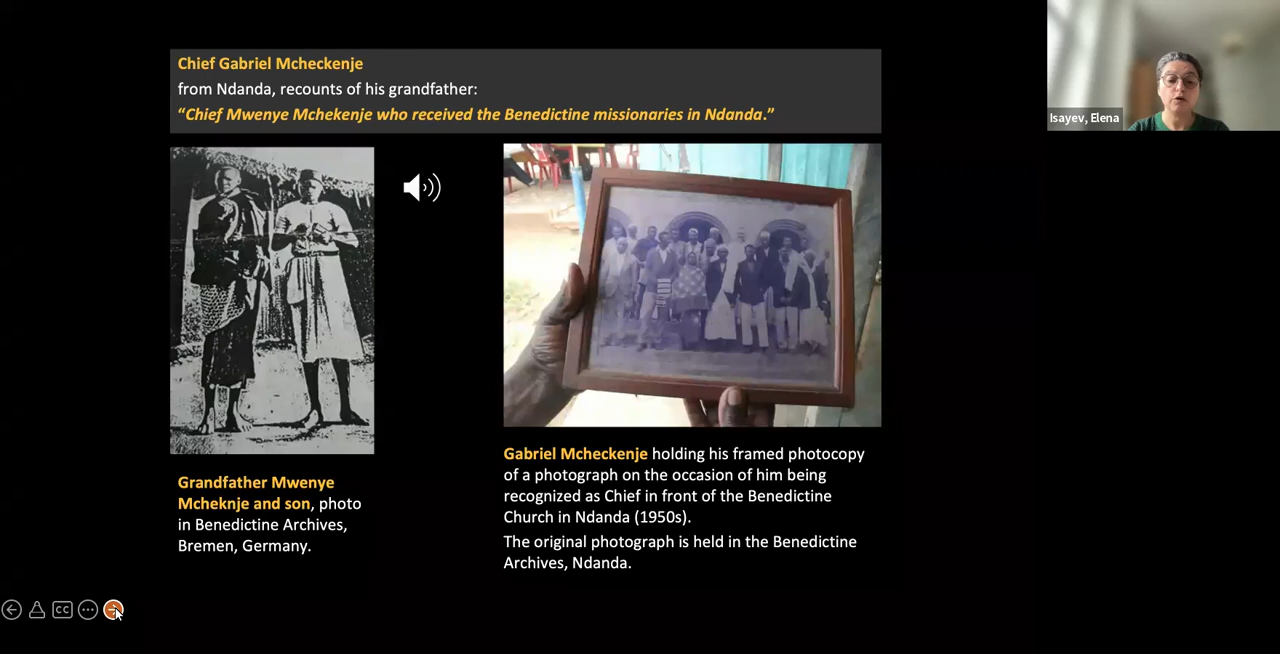 Chief Gabriel Mcheckenje
from Ndanda, recounts of his grandfather:
“Chief Mwenye Mchekenje who received the Benedictine missionaries in Ndanda.”
Isayev, Elena
Grandfather Mwenye
Mcheknje and son, photo
in Benedictine Archives,
Bremen, Germany.
Gabriel Mcheckenje holding his framed photocopy
of a photograph on the occasion of him being
recognized as Chief in front of the Benedictine
Church in Ndanda (1950s).
The original photograph is held in the Benedictine
Archives, Ndanda.
CC